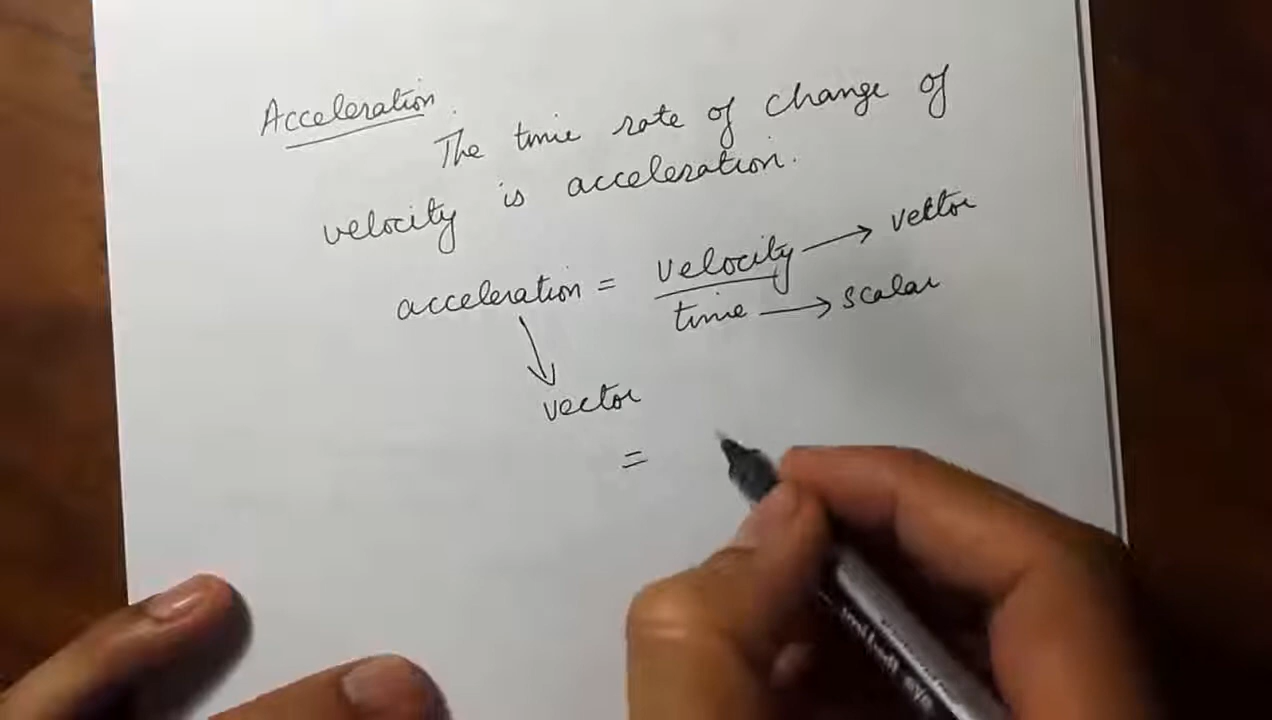 Acceleration.
The time rate of change of
velocity is acceleration.
acceleration = velocity → vector
time → scalar
vector
=